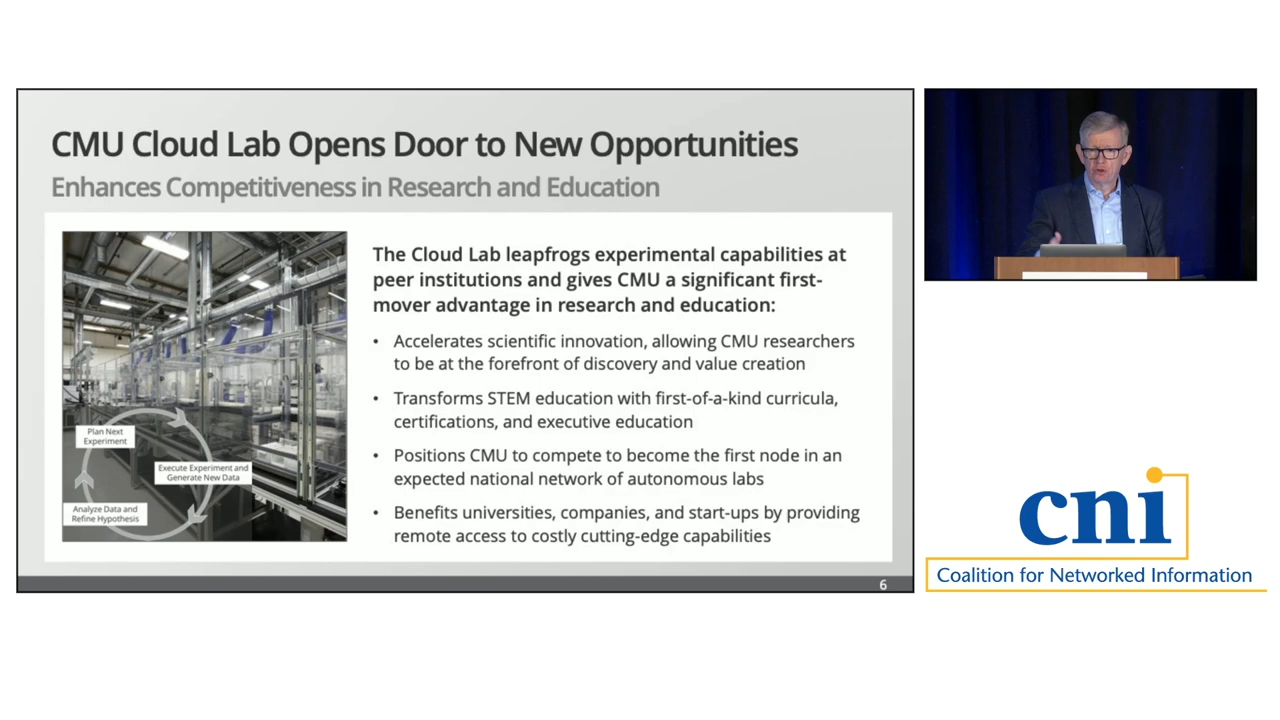 CMU Cloud Lab Opens Door to New Opportunities
Enhances Competitiveness in Research and Education
Plan Next
Experiment
Execute Experiment and
Generate New Data
Analyze Data and
Refine Hypothesis
The Cloud Lab leapfrogs experimental capabilities at
peer institutions and gives CMU a significant first-
mover advantage in research and education:
• Accelerates scientific innovation, allowing CMU researchers
to be at the forefront of discovery and value creation
• Transforms STEM education with first-of-a-kind curricula,
certifications, and executive education
• Positions CMU to compete to become the first node in an
expected national network of autonomous labs
• Benefits universities, companies, and start-ups by providing
remote access to costly cutting-edge capabilities
6
cni
Coalition for Networked Information